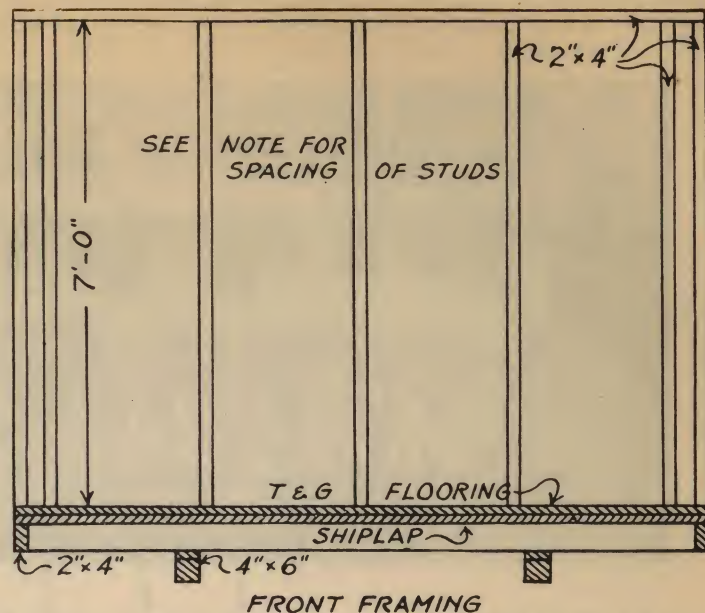 2"x 4"
SEE NOTE FOR
SPACING OF STUDS
7'-0"
T & G FLOORING
SHIPLAP
2"x 4" 4"x 6"
FRONT FRAMING